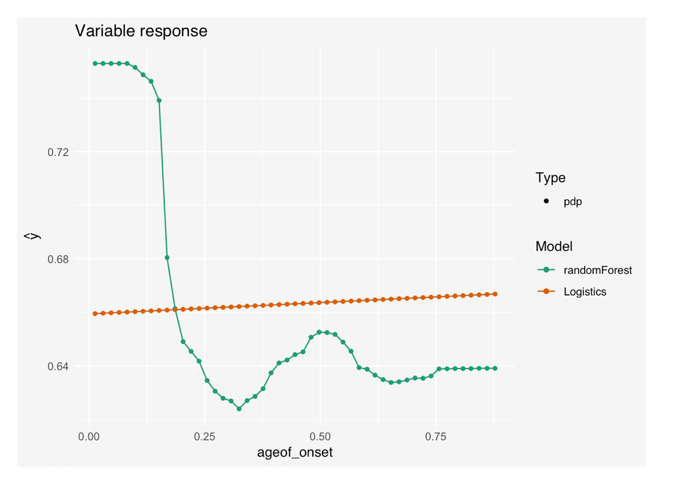 Variable response
0.72
0.68
0.64
ŷ
0.00 0.25 0.50 0.75
ageof_onset
Type
pdp
Model
randomForest
Logistics